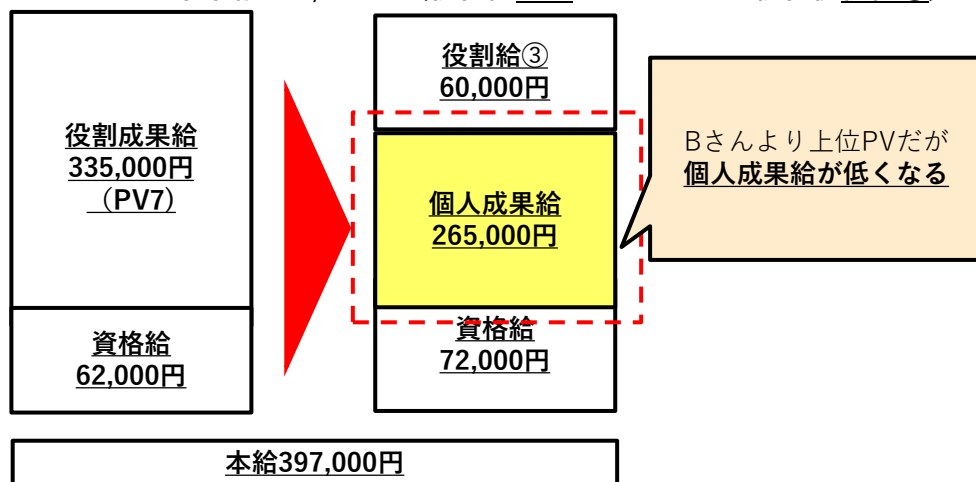 役割成果給
335,000円
（PV7）
資格給
62,000円
役割給③
60,000円
個人成果給
265,000円
資格給
72,000円
Bさんより上位PVだが
個人成果給が低くなる
本給397,000円